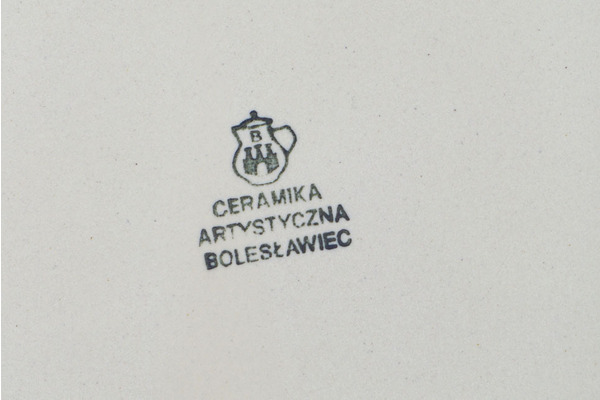 B
CERAMIKA
ARTYSTYCZNA
BOLESŁAWIEC